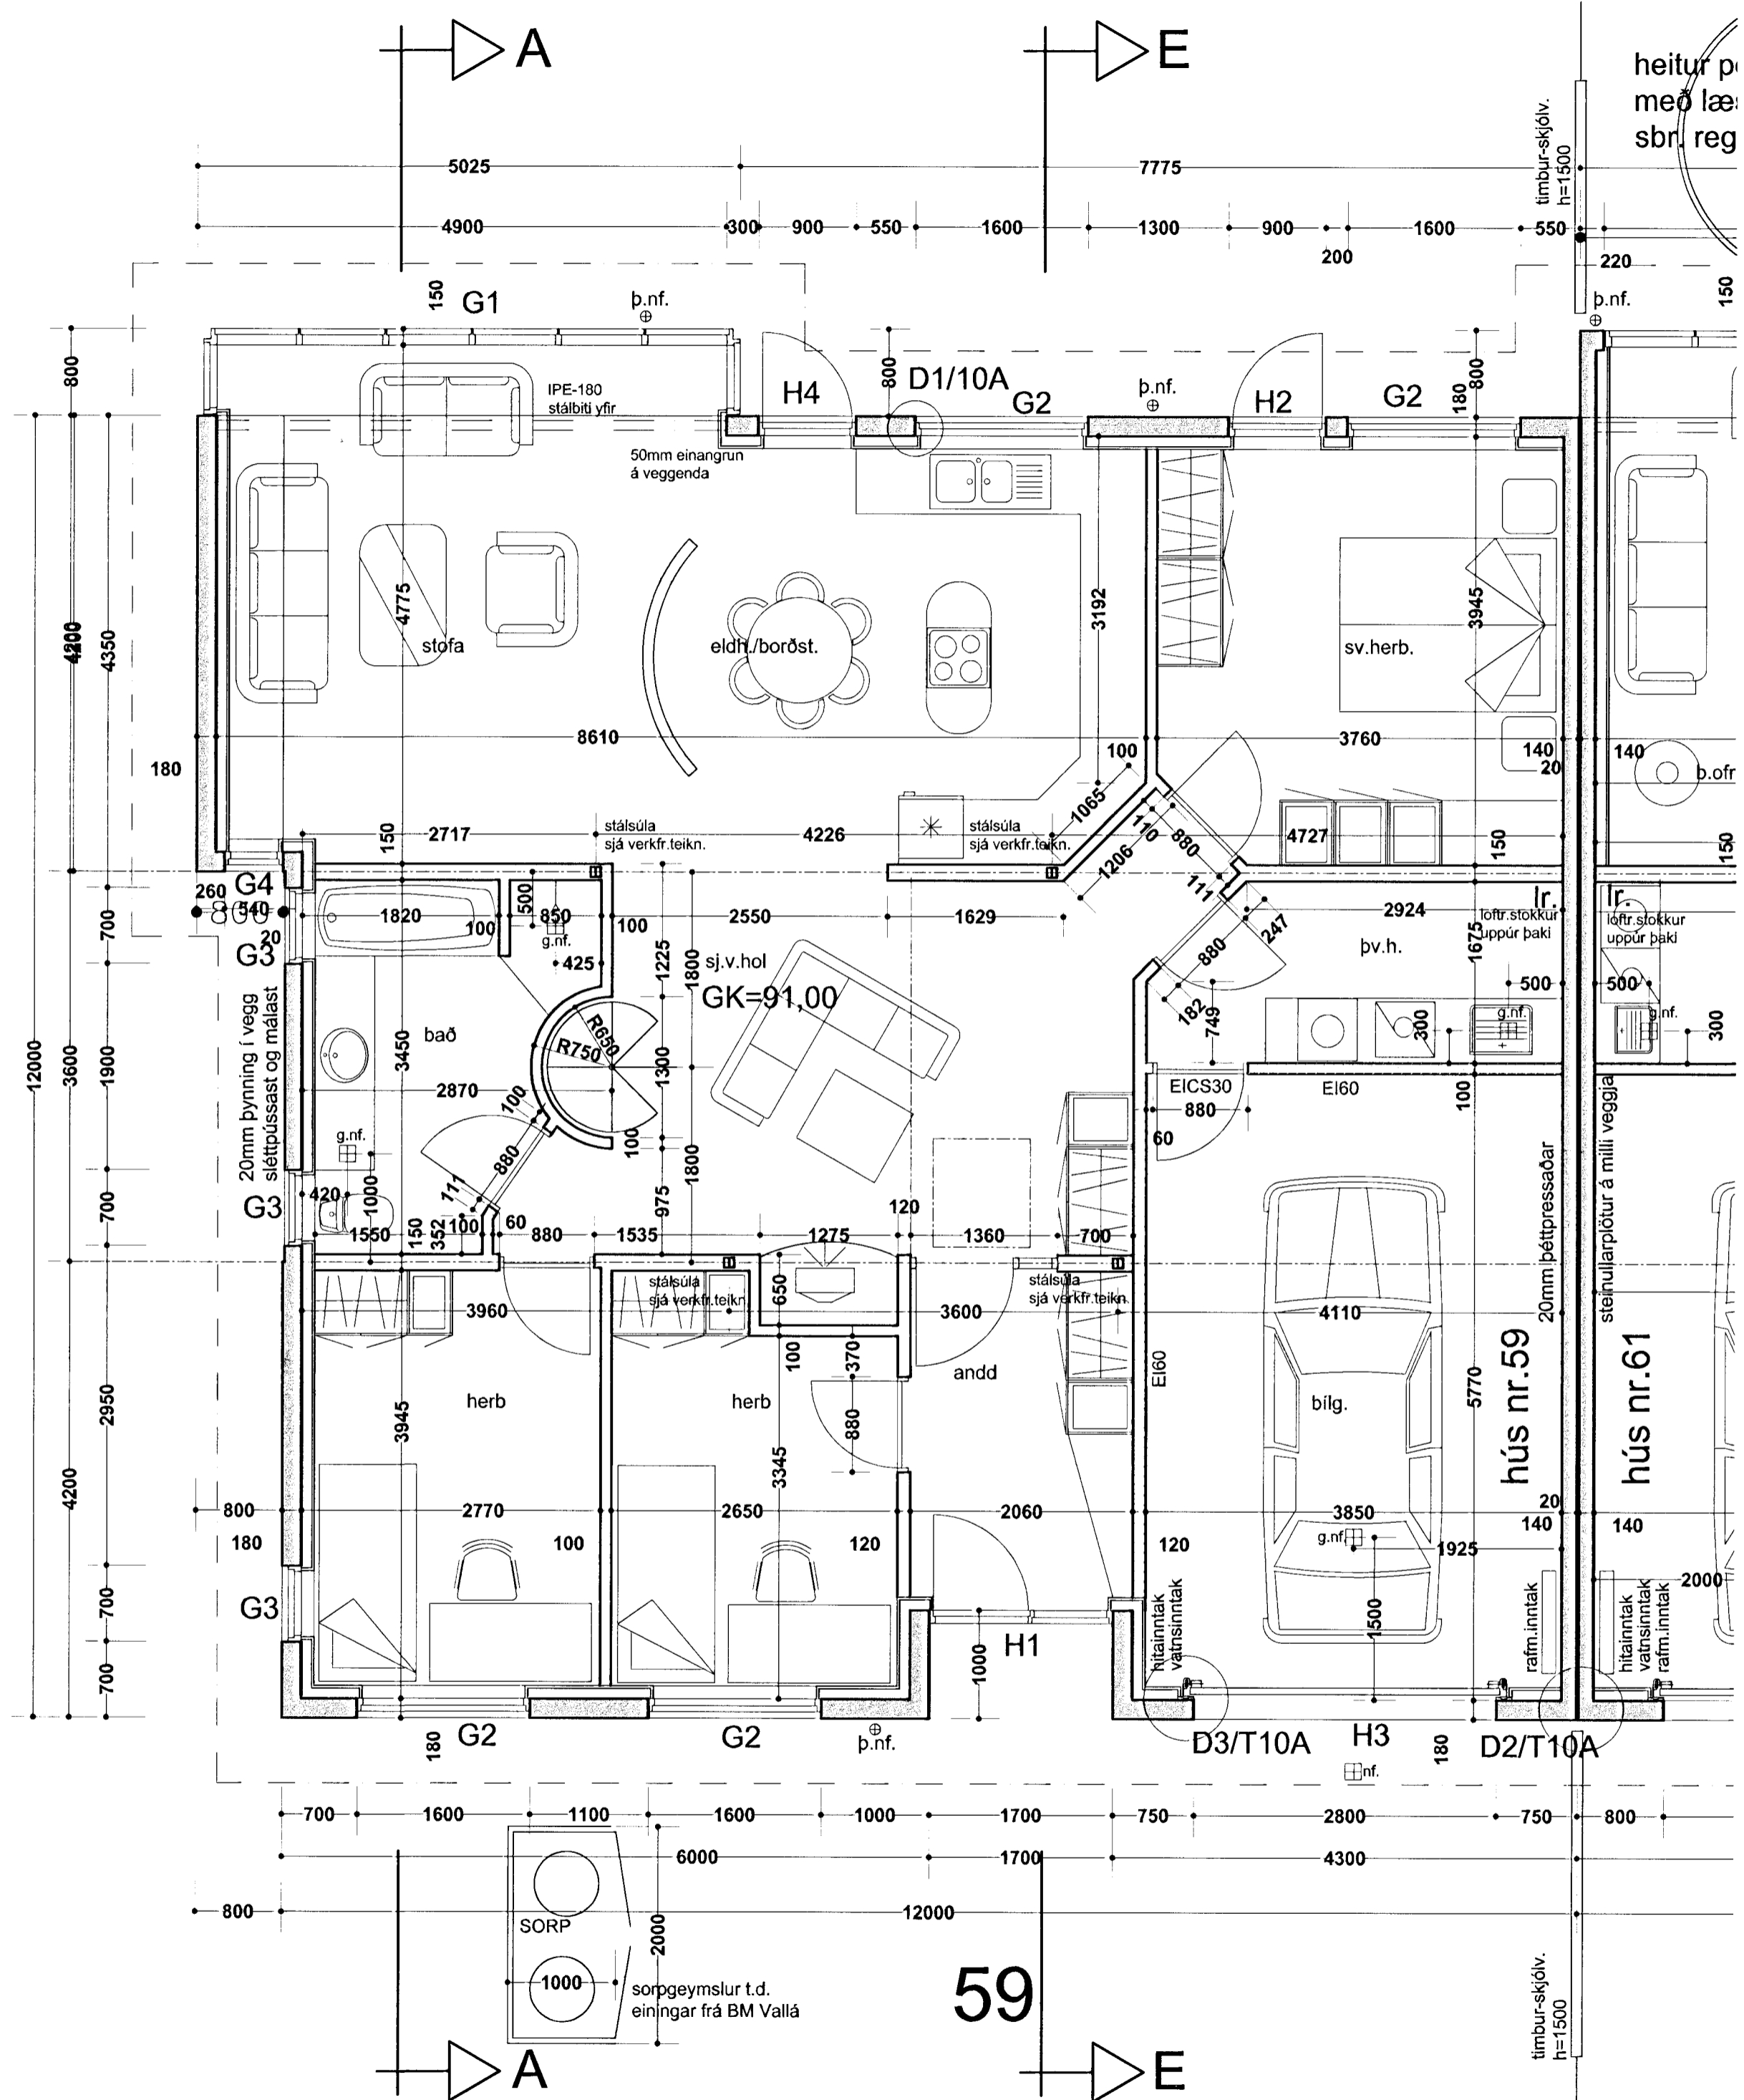 A
E
heitur
með
sbr. reg
timbur-skjólv.
h=1500
5025
7775
4900
300
900
550
1600
1300
900
200
1600
550
220
150
G1
þ.nf.
þ.nf.
150
800
H4
800
D1/10A
G2
þ.nf.
H2
G2
180
800
IPE-180
stálbiti yfir
50mm einangrun
á veggenda
12000
4200
4350
4775
stofa
eldh./borðst.
3192
sv.herb.
3945
8610
3760
180
100
140
20
140
b.ofn
150
2717
stálsúla
sjá verkfr.teikn.
4226
stálsúla
sjá verkfr.teikn.
1065
110
1206
880
111
4727
150
150
260
G4
800
540
20
G3
700
1820
100
500
850
g.nf.
425
100
2550
1629
247
880
182
749
2924
þv.h.
1675
lr.
loftr.stokkur
uppúr þaki
lr.
loftr.stokkur
uppúr þaki
500
500
g.nf.
g.nf.
300
300
1225
1800
sj.v.hol
GK=91,00
20mm þynning í vegg
sléttpússast og málast
bað
3450
R650
R750
1300
2870
100
100
3600
1900
EICS30
880
60
EI60
100
g.nf.
420
1000
880
111
975
1800
G3
700
1550
150
352
100
60
880
1535
1275
120
1360
700
20mm þéttpressaðar
steinullarplötur á milli veggja
3960
stálsúla
sjá verkfr.teikn.
650
3600
stálsúla
sjá verkfr.teikn.
4110
100
370
andd
EI60
hús nr.59
hús nr.61
herb
herb
bílg.
2950
3945
3345
880
5770
4200
800
180
2770
100
2650
120
2060
120
3850
g.nf.
1925
20
140
140
2000
G3
700
700
1000
H1
hitainntak
vatnsinntak
1500
rafm.inntak
hitainntak
vatnsinntak
rafm.inntak
180
G2
G2
þ.nf.
D3/T10A
H3
nf.
180
D2/T10A
700
1600
1100
1600
1000
1700
750
2800
750
800
6000
1700
4300
800
12000
SORP
1000
2000
sorpgeymslur t.d.
einingar frá BM Vallá
59
timbur-skjólv.
h=1500
A
E